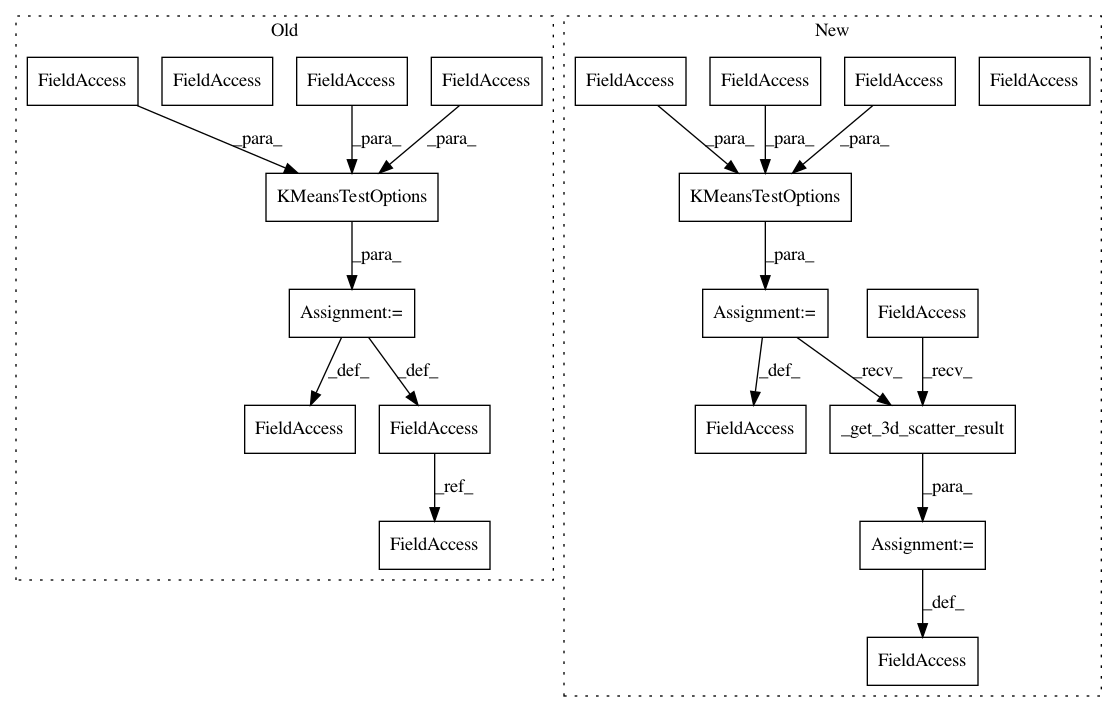 Old
New
FieldAccess
FieldAccess
FieldAccess
FieldAccess
FieldAccess
FieldAccess
FieldAccess
FieldAccess
_para_
_para_
_para_
_para_
_para_
_para_
KMeansTestOptions
KMeansTestOptions
_para_
_para_
Assignment:=
Assignment:=
FieldAccess
_def_
_def_
_def_
_recv_
_recv_
FieldAccess
FieldAccess
FieldAccess
_get_3d_scatter_result
_ref_
_para_
FieldAccess
Assignment:=
_def_
FieldAccess